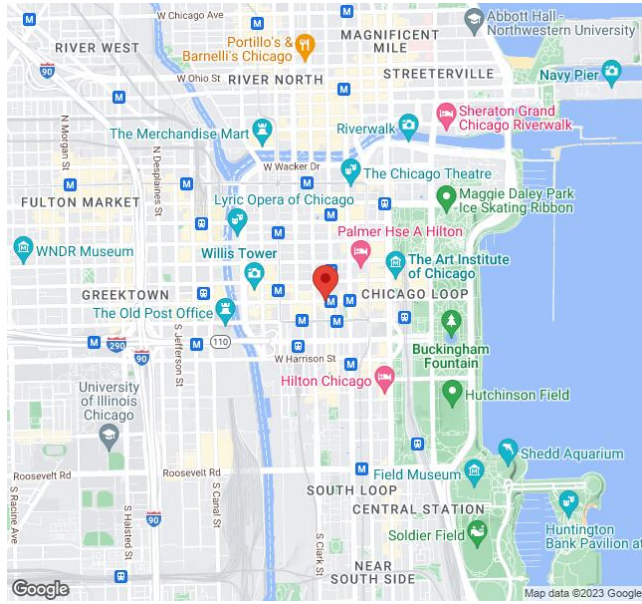 W Chicago Ave
Abbott Hall -
Northwestern University
RIVER WEST
Portillo's &
Barnelli's Chicago
MAGNIFICENT
MILE
90
W Ohio St
RIVER NORTH
STREETERVILLE
Navy Pier
M
N Morgan St
N Desplaines St
The Merchandise Mart
Riverwalk
Sheraton Grand
Chicago Riverwalk
W Wacker Dr
M
The Chicago Theatre
FULTON MARKET
Lyric Opera of Chicago
Maggie Daley Park
Ice Skating Ribbon
WNDR Museum
Palmer Hse A Hilton
Willis Tower
The Art Institute
of Chicago
M
GREEKTOWN
M
M
M
CHICAGO LOOP
The Old Post Office
S Jefferson St
M
M
110
290
M
90
W Harrison St
M
Buckingham
Fountain
University
of Illinois
Chicago
Hilton Chicago
Hutchinson Field
Roosevelt Rd
Roosevelt Rd
M
Field Museum
Shedd Aquarium
S Racine Ave
S Halsted St
S Canal St
90
SOUTH LOOP
CENTRAL STATION
S Clark St
Soldier Field
Huntington
Bank Pavilion at
NEAR
SOUTH SIDE
M
Google
Map data ©2023 Google